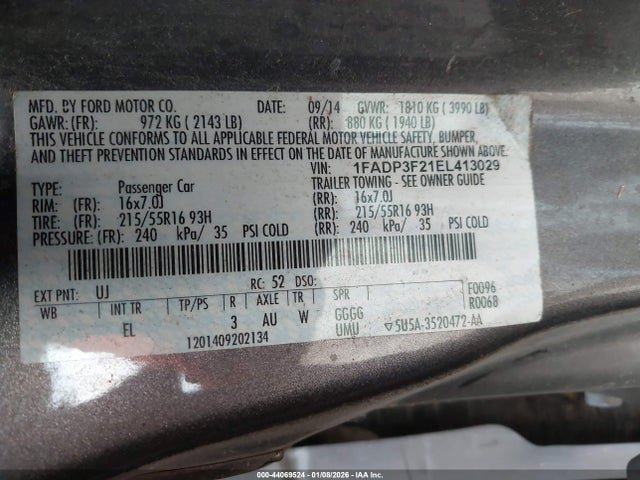 MFD. BY FORD MOTOR CO. DATE: 09/14 GVWR: 1810 KG ( 3990 LB)
GAWR: (FR): 972 KG ( 2143 LB) (RR): 880 KG ( 1940 LB)
THIS VEHICLE CONFORMS TO ALL APPLICABLE FEDERAL MOTOR VEHICLE SAFETY, BUMPER,
AND THEFT PREVENTION STANDARDS IN EFFECT ON THE DATE OF MANUFACTURE SHOWN ABOVE.
VIN: 1FADP3F21EL413029
TYPE: Passenger Car TRAILER TOWING - SEE OWNER GUIDE
RIM: (FR) 16x7.0J (RR): 16x7.0J
TIRE: (FR): 215/55R16 93H (RR): 215/55R16 93H
PRESSURE: (FR): 240 kPa/ 35 PSI COLD (RR): 240 kPa/ 35 PSI COLD
EXT PNT: UJ RC: 52 DSO: F0096
WB INT TR TP/PS R AXLE TR SPR R0068
EL 3 AU W GGGG
UMU 5U5A-3520472-AA
1201409202134
000-44069524 - 01/08/2026 - IAA Inc.